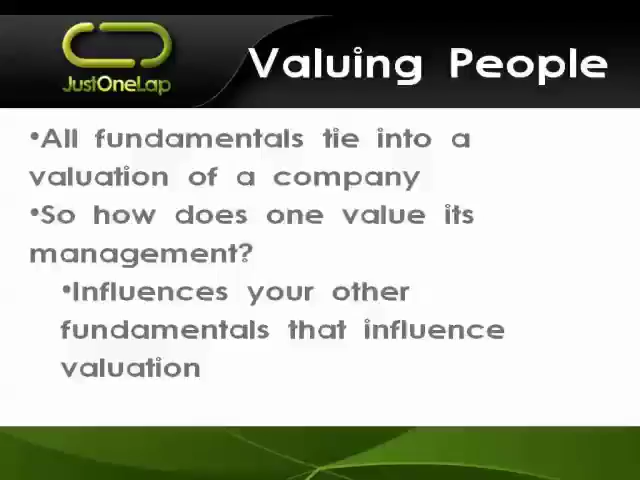 JustOneLap
Valuing People
•All fundamentals tie into a
valuation of a company
•So how does one value its
management?
•Influences your other
fundamentals that influence
valuation